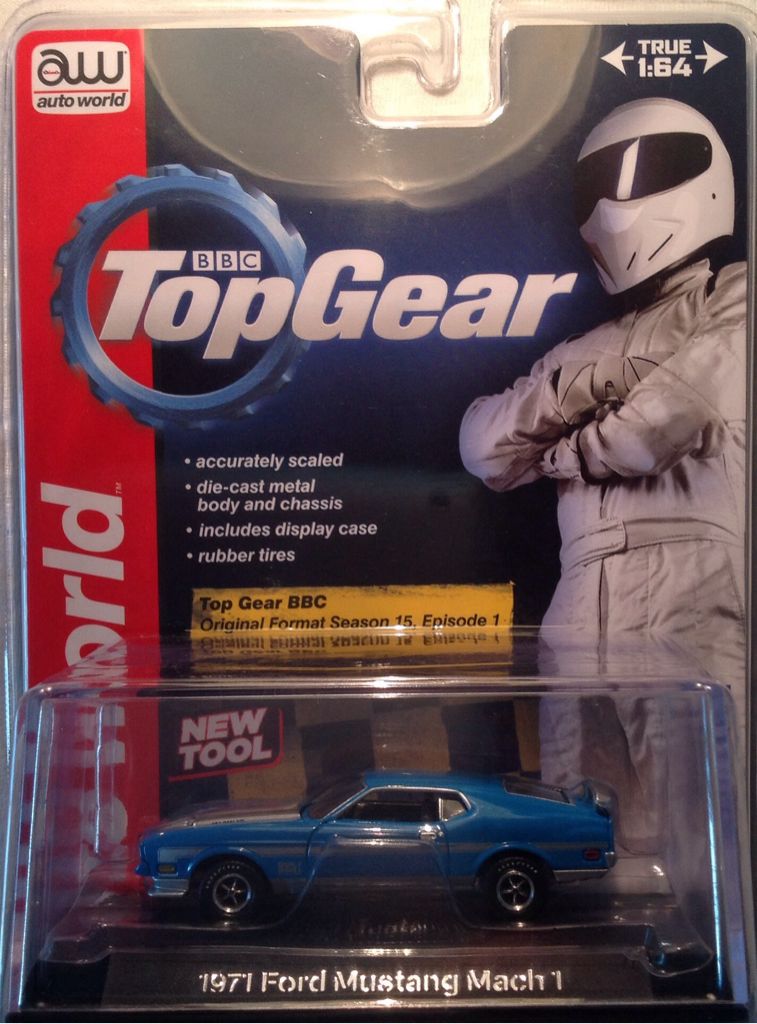 aw
auto world
TRUE
1:64
BBC
TopGear
• accurately scaled
• die-cast metal
body and chassis
• includes display case
• rubber tires
world™
Top Gear BBC
Original Format Season 15, Episode 1
NEW
TOOL
1971 Ford Mustang Mach 1